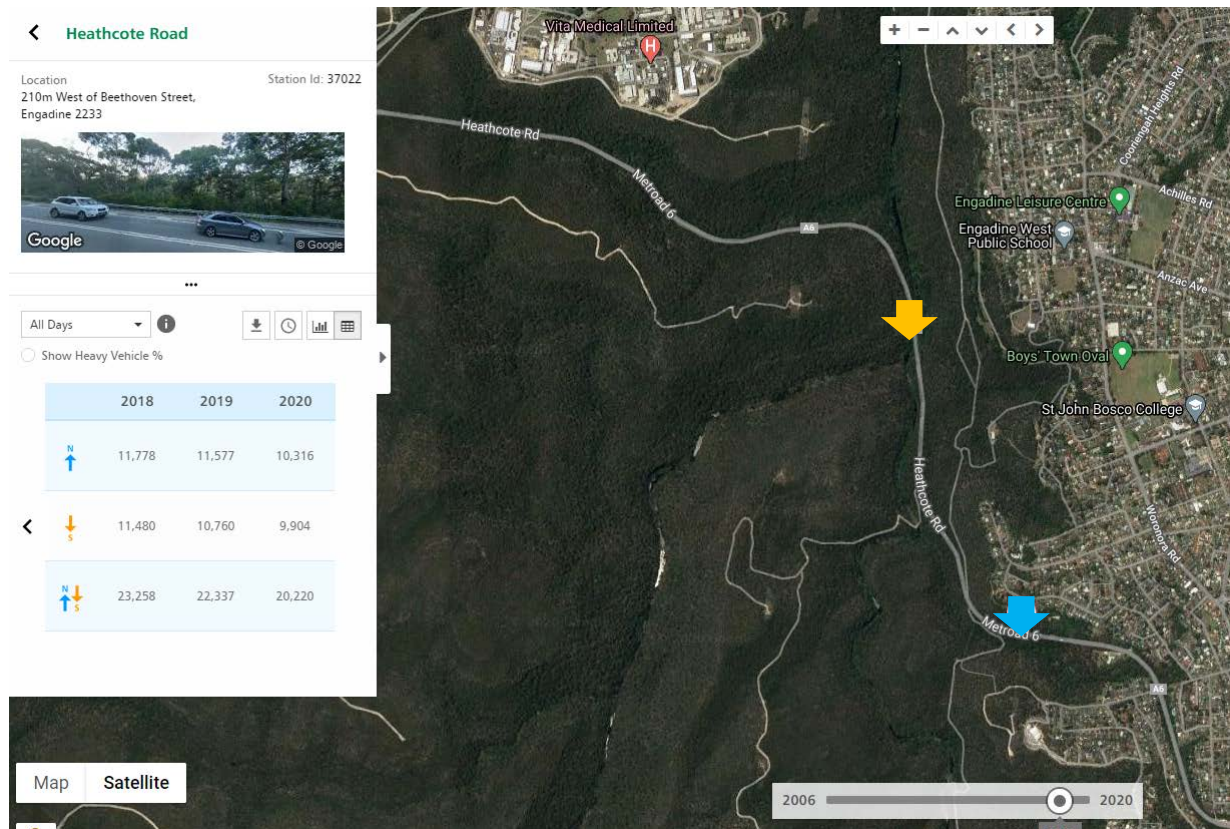 Heathcote Road
Location
Station Id: 37022
210m West of Beethoven Street,
Engadine 2233
Google
© Google
All Days
Show Heavy Vehicle %
2018 2019 2020
N
11,778 11,577 10,316
S
11,480 10,760 9,904
N
S
23,258 22,337 20,220
Map Satellite
Vita Medical Limited
H
Heathcote Rd
Metroad 6
A6
Cooriengah Heights Rd
Achilles Rd
Engadine Leisure Centre
Engadine West
Public School
Anzac Ave
Boys' Town Oval
St John Bosco College
Heathcote Rd
Woronora Rd
Metroad 6
A6
2006 2020